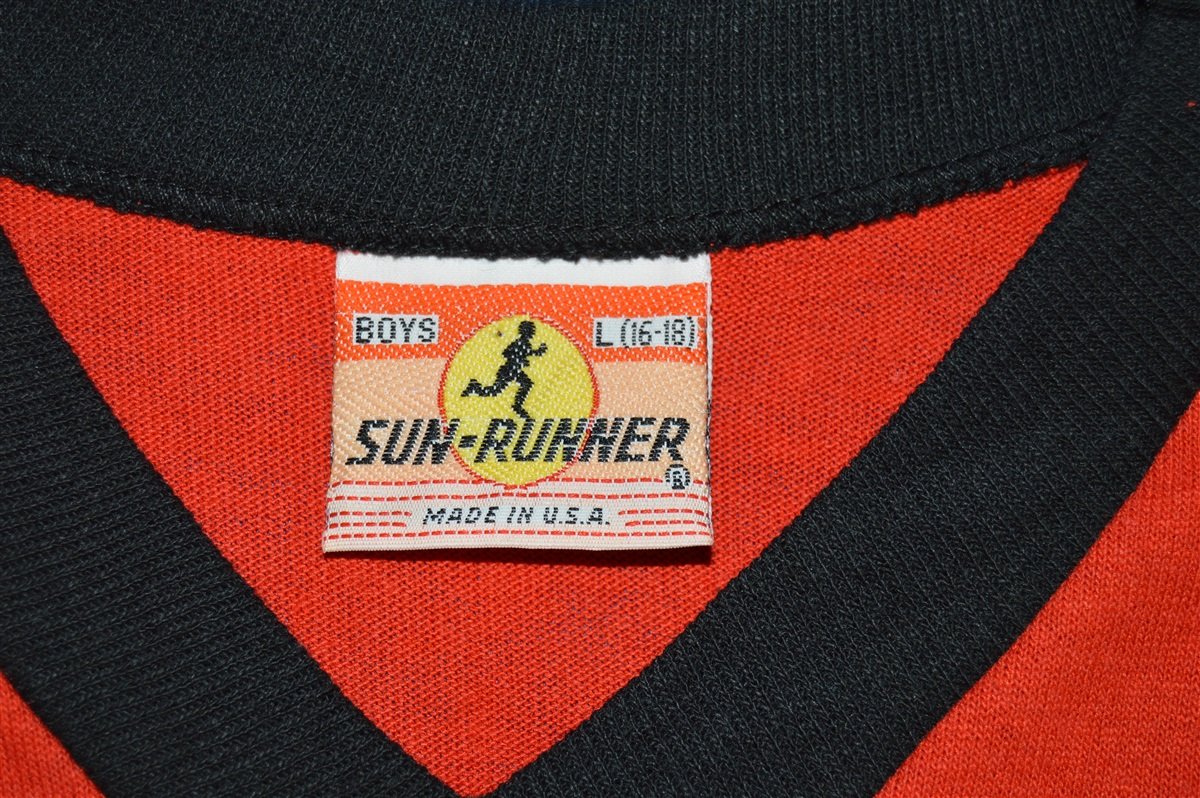 BOYS L (16-18)
SUN-RUNNER
®
MADE IN U.S.A.